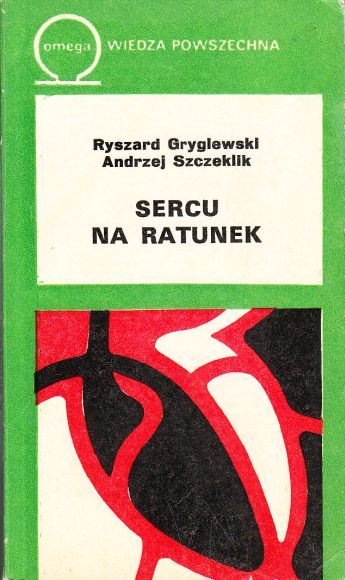 omega WIEDZA POWSZECHNA
Ryszard Gryglewski
Andrzej Szczeklik
SERCU
NA RATUNEK